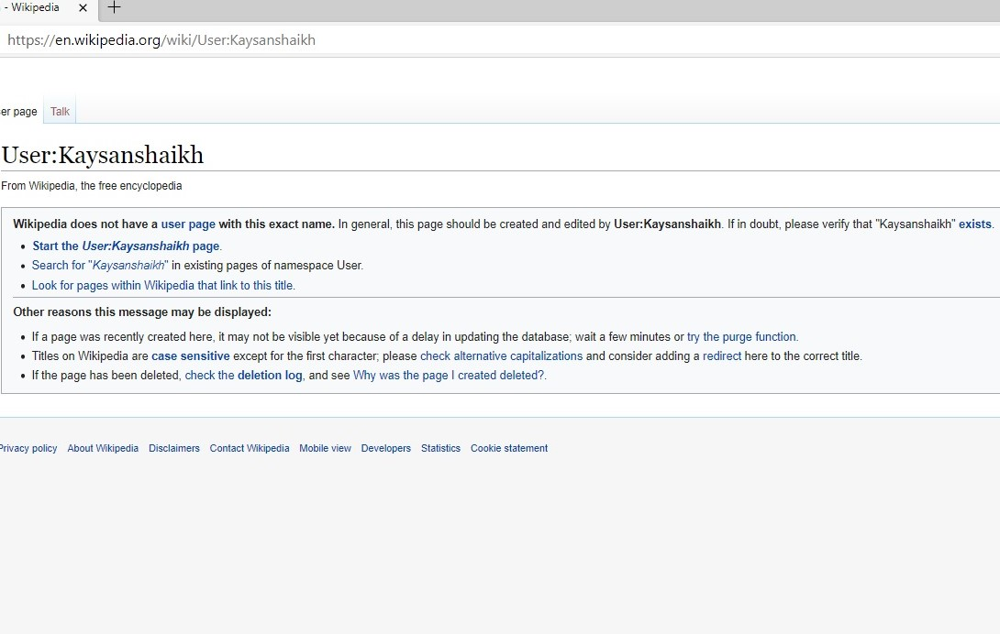 - Wikipedia
https://en.wikipedia.org/wiki/User:Kaysanshaikh
er page Talk
User:Kaysanshaikh
From Wikipedia, the free encyclopedia
Wikipedia does not have a user page with this exact name. In general, this page should be created and edited by User:Kaysanshaikh. If in doubt, please verify that "Kaysanshaikh" exists.
• Start the User:Kaysanshaikh page.
• Search for "Kaysanshaikh" in existing pages of namespace User.
• Look for pages within Wikipedia that link to this title.
Other reasons this message may be displayed:
• If a page was recently created here, it may not be visible yet because of a delay in updating the database; wait a few minutes or try the purge function.
• Titles on Wikipedia are case sensitive except for the first character; please check alternative capitalizations and consider adding a redirect here to the correct title.
• If the page has been deleted, check the deletion log, and see Why was the page I created deleted?.
Privacy policy About Wikipedia Disclaimers Contact Wikipedia Mobile view Developers Statistics Cookie statement